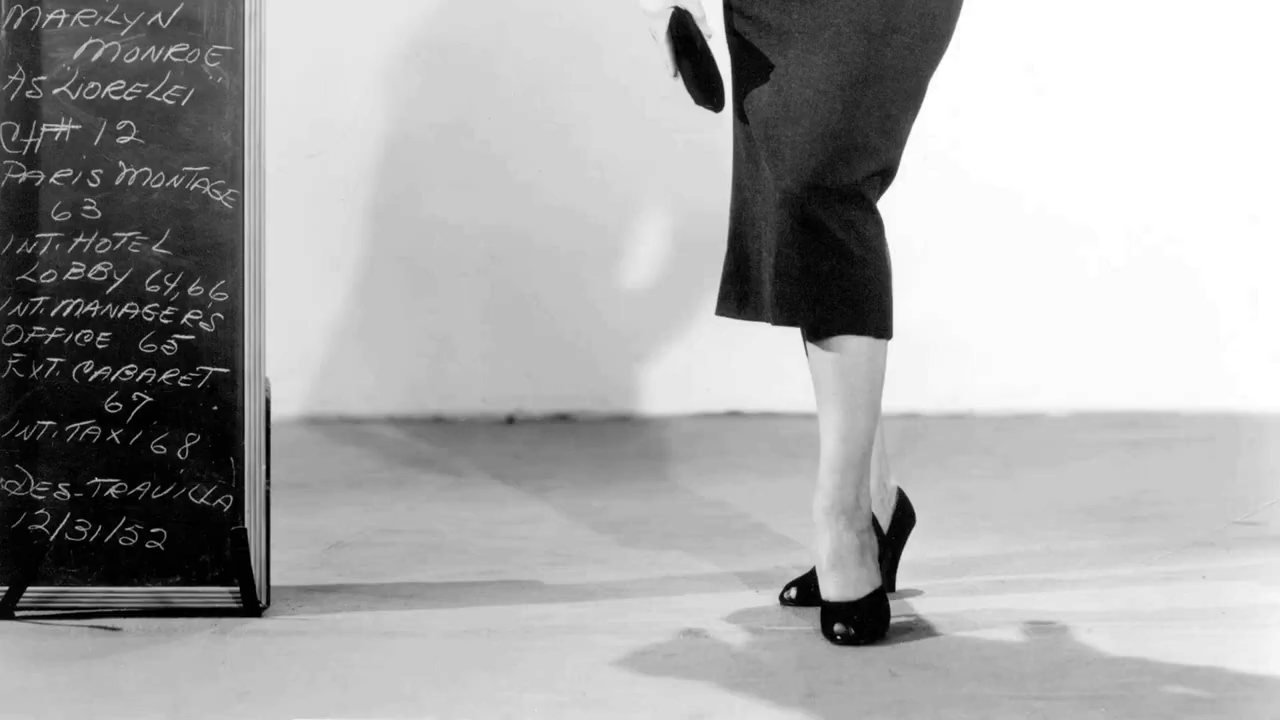 MARILYN
MONROE
AS "LORELEI"
CH# 12
PARIS MONTAGE
63
INT. HOTEL
LOBBY 64,66
INT. MANAGERS
OFFICE 65
EXT. CABARET.
67
INT. TAXI 68
DES-TRAVILLA
12/31/52